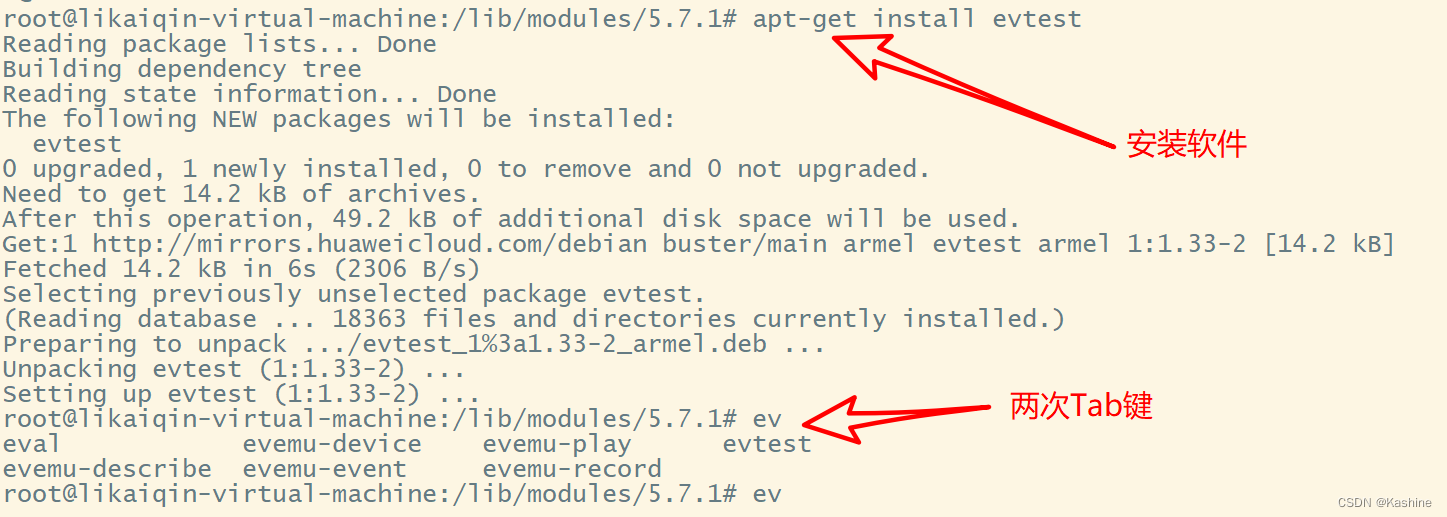 root@likaiqin-virtual-machine:/lib/modules/5.7.1# apt-get install evtest
Reading package lists... Done
Building dependency tree
Reading state information... Done
The following NEW packages will be installed:
  evtest
安装软件
0 upgraded, 1 newly installed, 0 to remove and 0 not upgraded.
Need to get 14.2 kB of archives.
After this operation, 49.2 kB of additional disk space will be used.
Get:1 http://mirrors.huaweicloud.com/debian buster/main armel evtest armel 1:1.33-2 [14.2 kB]
Fetched 14.2 kB in 6s (2306 B/s)
Selecting previously unselected package evtest.
(Reading database ... 18363 files and directories currently installed.)
Preparing to unpack .../evtest_1%3a1.33-2_armel.deb ...
Unpacking evtest (1:1.33-2) ...
Setting up evtest (1:1.33-2) ...
root@likaiqin-virtual-machine:/lib/modules/5.7.1# ev
两次Tab键
eval            evemu-device    evemu-play      evtest
evemu-describe  evemu-event     evemu-record
root@likaiqin-virtual-machine:/lib/modules/5.7.1# ev
CSDN @Kashine